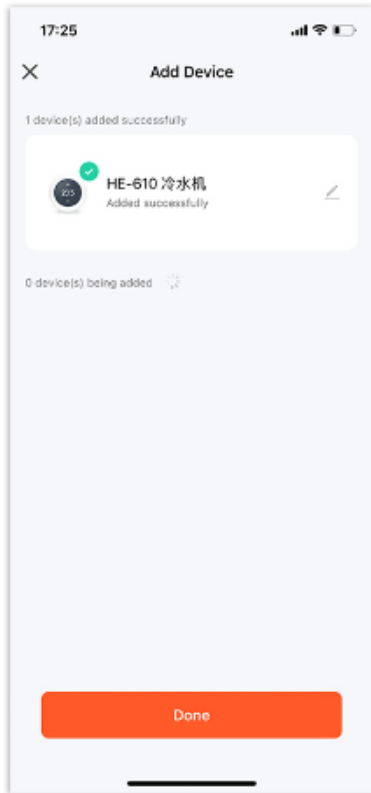 17:25
Add Device
1 device(s) added successfully
HE-610 冷水机
Added successfully
0 device(s) being added
Done